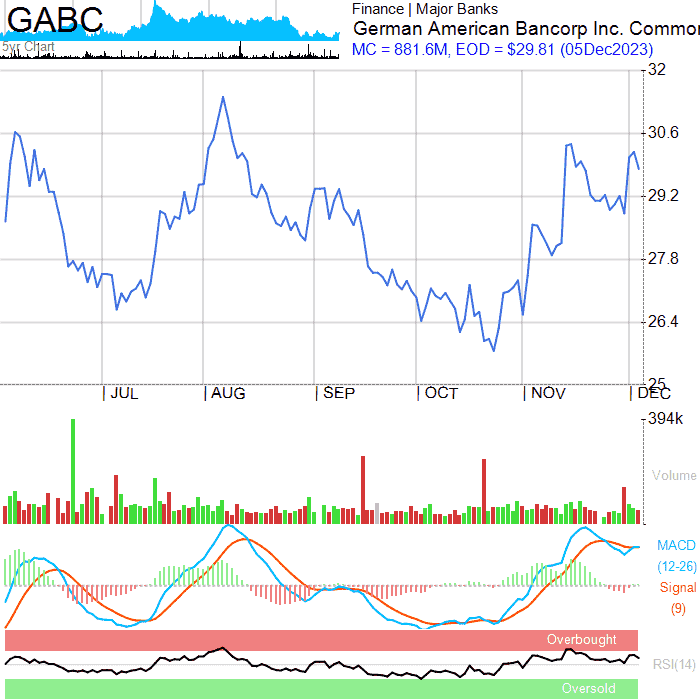 GABC
5yr Chart
Finance | Major Banks
German American Bancorp Inc. Common
MC = 881.6M, EOD = $29.81 (05Dec2023)
32
30.6
29.2
27.8
26.4
25
JUL AUG SEP OCT NOV DEC
394k
Volume
MACD
(12-26)
Signal
(9)
Overbought
RSI(14)
Oversold